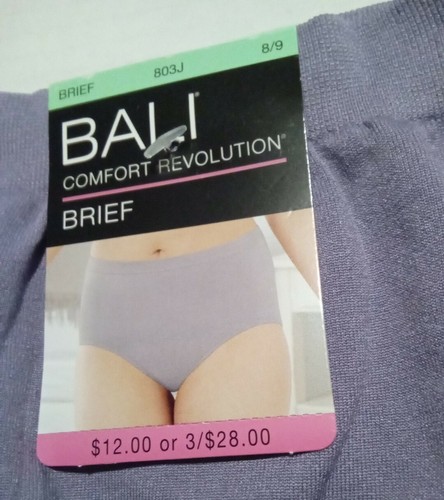 BRIEF 803J 8/9
BALI®
COMFORT REVOLUTION®
BRIEF
$12.00 or 3/$28.00